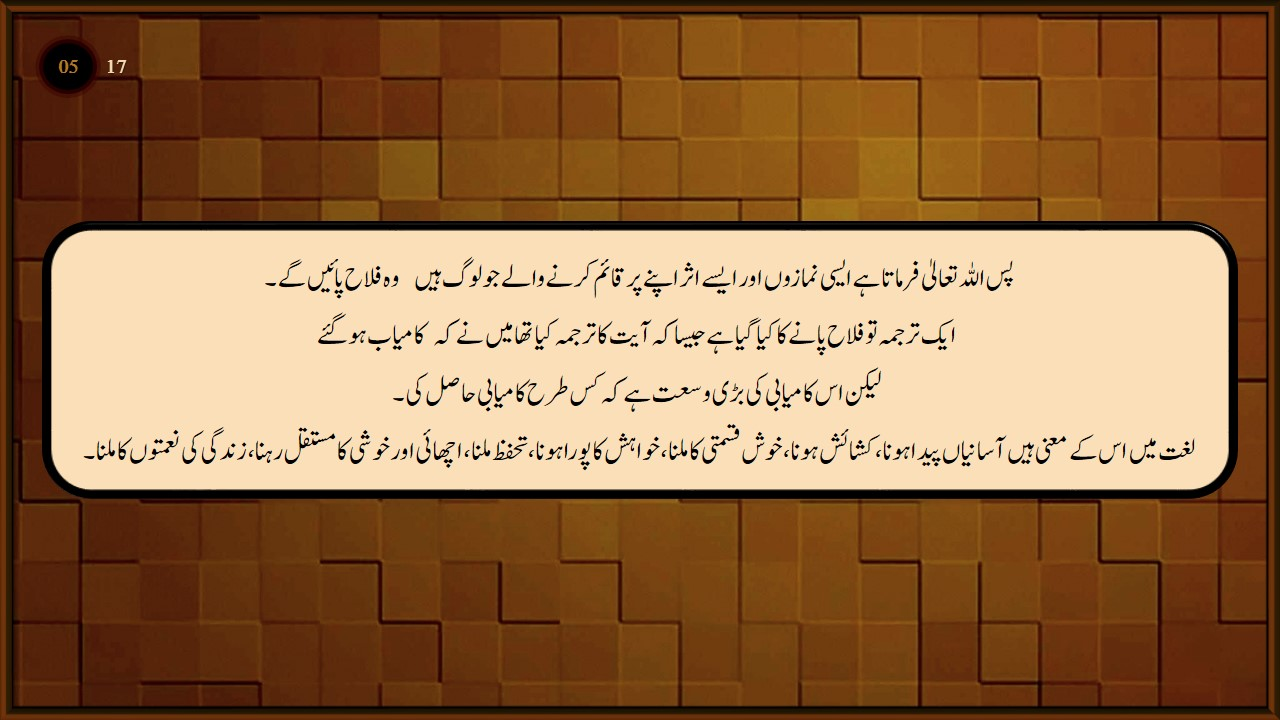 05 17
پس اللہ تعالیٰ فرماتا ہے ایسی نمازوں اور ایسے اثر اپنے پر قائم کرنے والے جو لوگ ہیں وہ فلاح پائیں گے۔
ایک ترجمہ تو فلاح پانے کا کیا گیا ہے جیسا کہ آیت کا ترجمہ کیا تھا میں نے کہ کامیاب ہو گئے
لیکن اس کامیابی کی بڑی وسعت ہے کہ کس طرح کامیابی حاصل کی۔
لغت میں اس کے معنی ہیں آسانیاں پیدا ہونا، کشائش ہونا، خوش قسمتی کا ملنا، خواہش کا پورا ہونا، تحفظ ملنا، اچھائی اور خوشی کا مستقل رہنا، زندگی کی نعمتوں کا ملنا۔